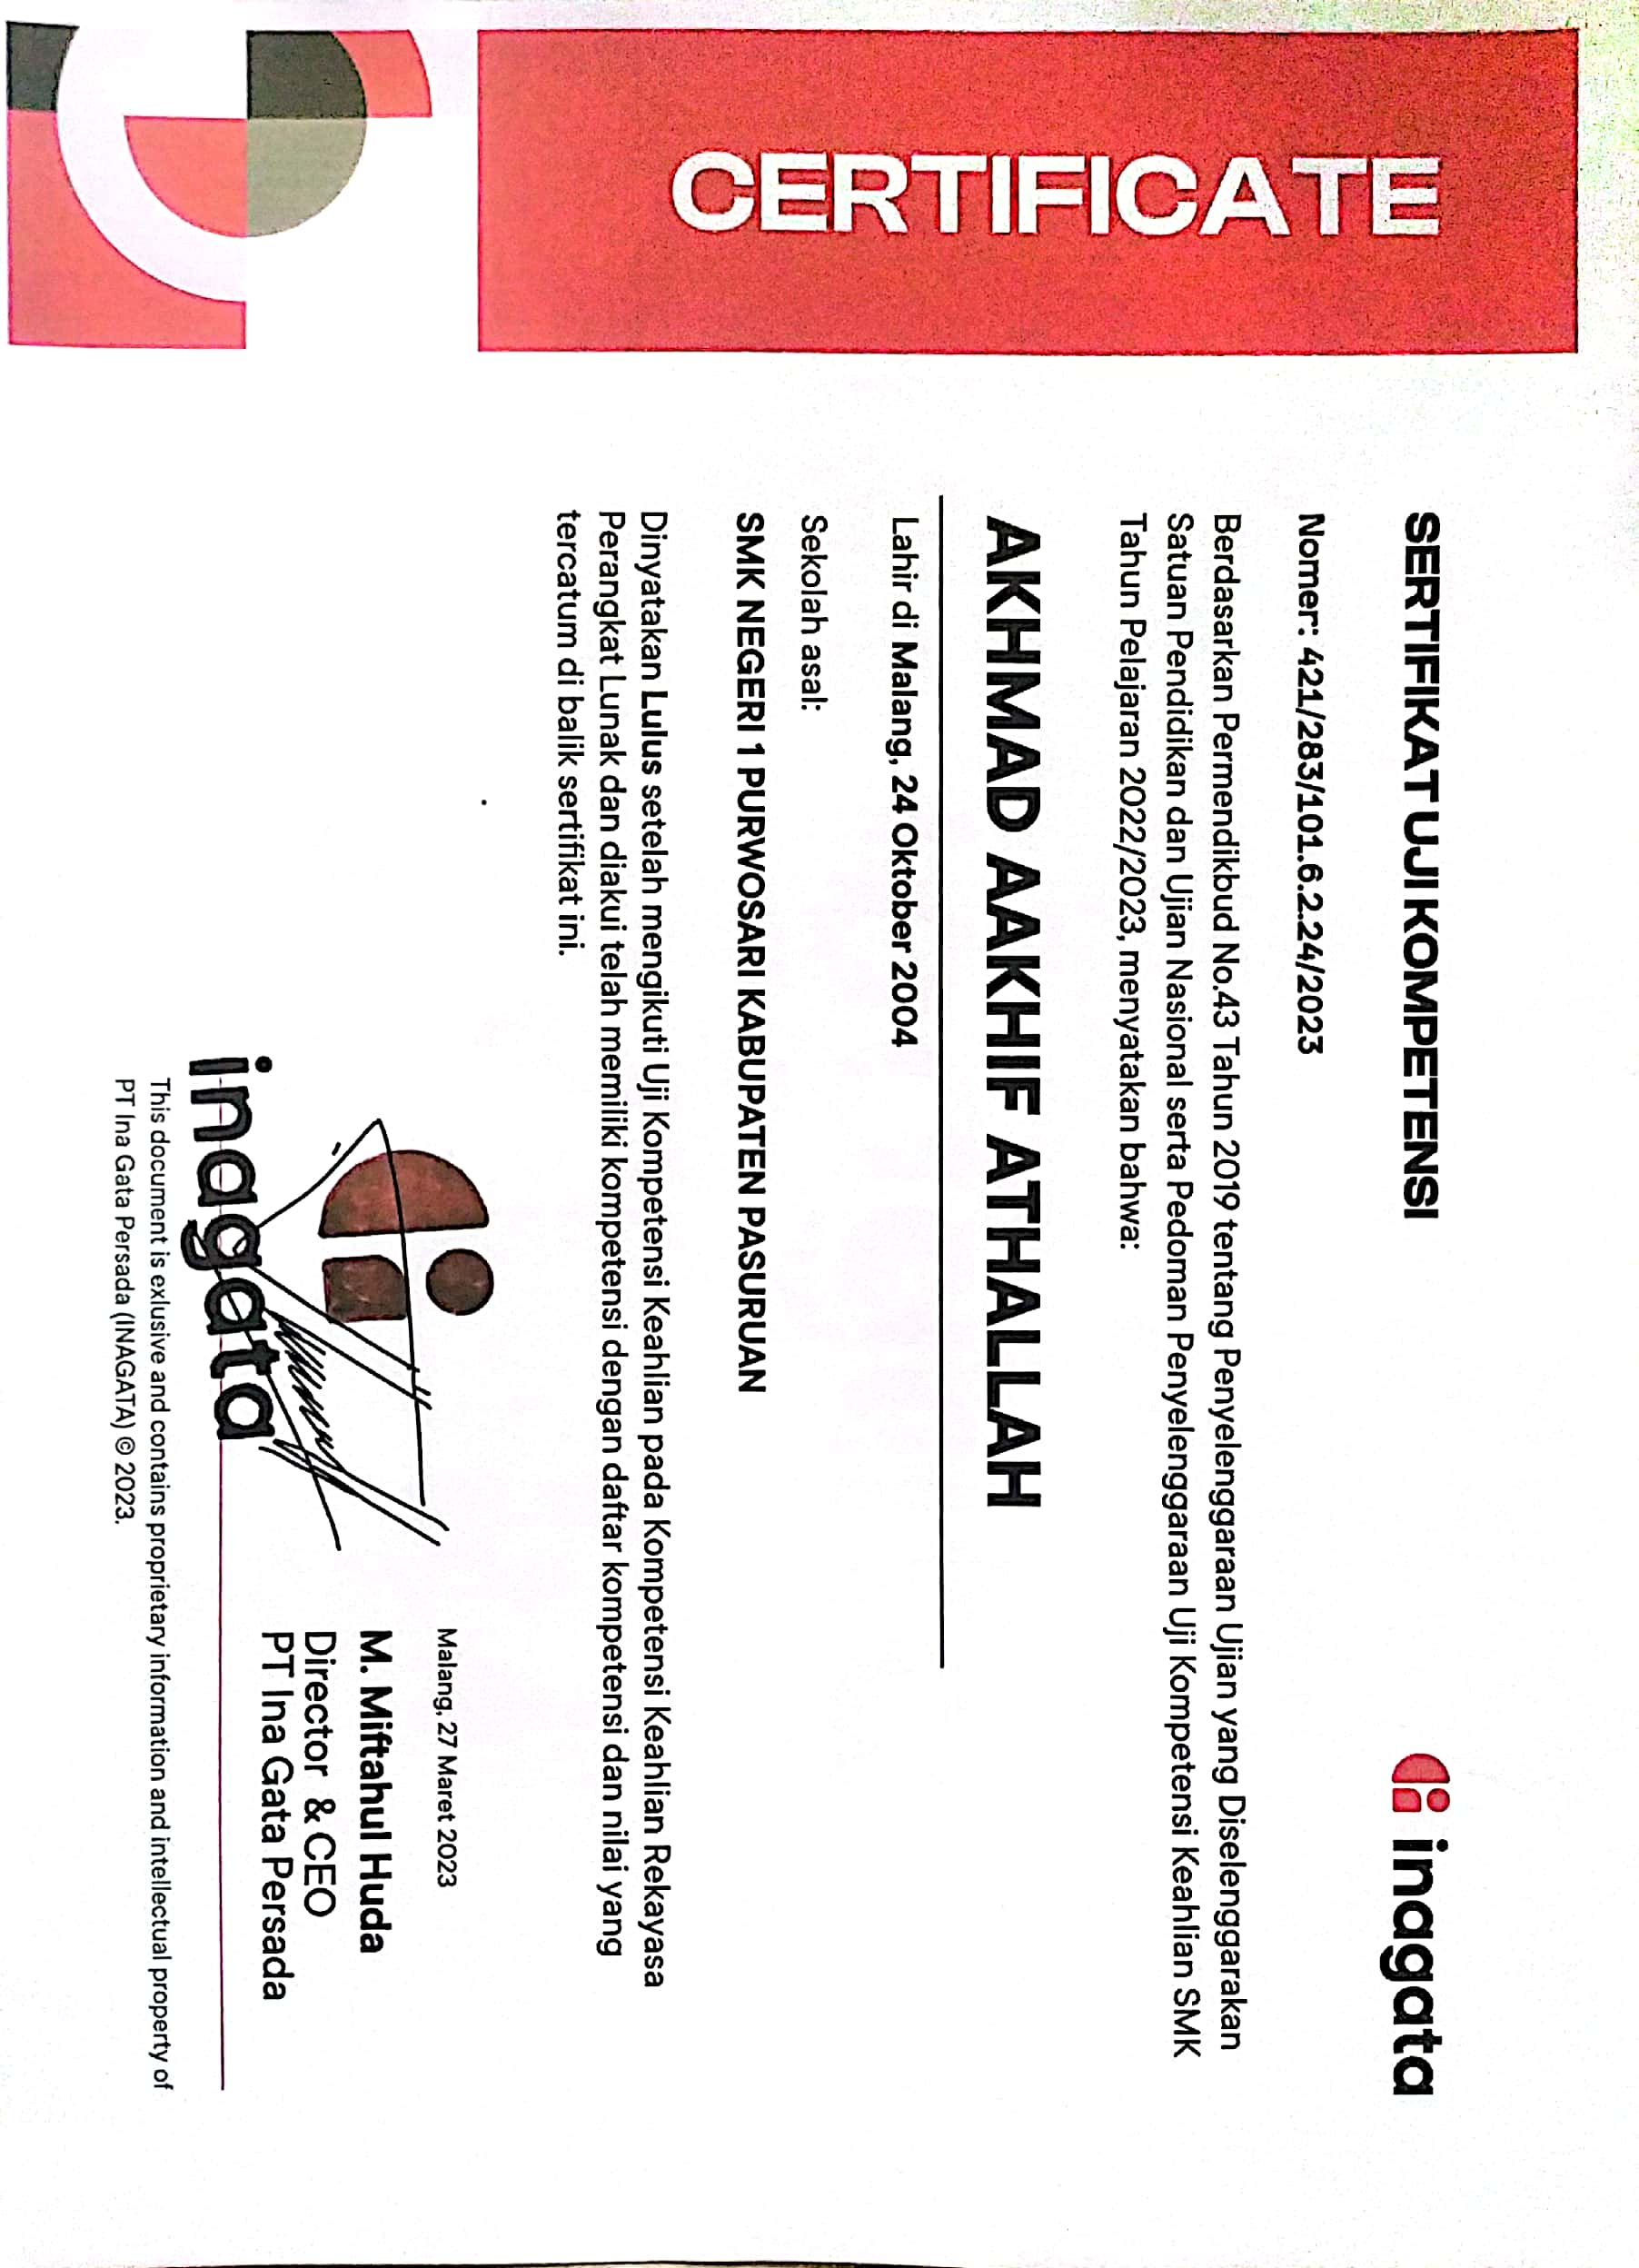 CERTIFICATE
SERTIFIKAT UJI KOMPETENSI
inagata
Nomer: 421/283/101.6.2.24/2023
Berdasarkan Permendikbud No.43 Tahun 2019 tentang Penyelenggaraan Ujian yang Diselenggarakan
Satuan Pendidikan dan Ujian Nasional serta Pedoman Penyelenggaraan Uji Kompetensi Keahlian SMK
Tahun Pelajaran 2022/2023, menyatakan bahwa:
AKHMAD AAKHIF ATHALLAH
Lahir di Malang, 24 Oktober 2004
Sekolah asal:
SMK NEGERI 1 PURWOSARI KABUPATEN PASURUAN
Dinyatakan Lulus setelah mengikuti Uji Kompetensi Keahlian pada Kompetensi Keahlian Rekayasa
Perangkat Lunak dan diakui telah memiliki kompetensi dengan daftar kompetensi dan nilai yang
tercatum di balik sertifikat ini.
Malang, 27 Maret 2023
M. Miftahul Huda
Director & CEO
PT Ina Gata Persada
inagata
This document is exlusive and contains proprietary information and intellectual property of
PT Ina Gata Persada (INAGATA) © 2023.